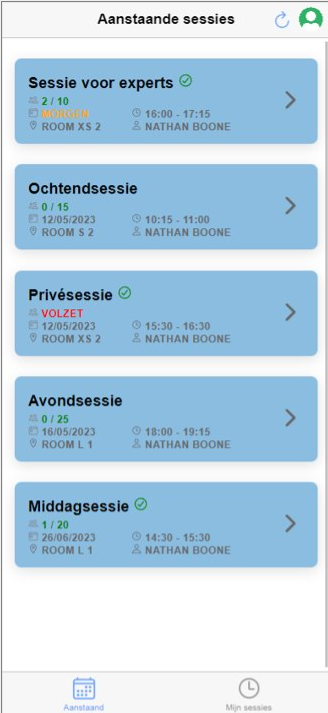 Aanstaande sessies
Sessie voor experts
2 / 10
MORGEN 16:00 - 17:15
ROOM XS 2 NATHAN BOONE
Ochtendsessie
0 / 15
12/05/2023 10:15 - 11:00
ROOM S 2 NATHAN BOONE
Privésessie
VOLZET
12/05/2023 15:30 - 16:30
ROOM XS 2 NATHAN BOONE
Avondsessie
0 / 25
16/05/2023 18:00 - 19:15
ROOM L 1 NATHAN BOONE
Middagsessie
1 / 20
26/06/2023 14:30 - 15:30
ROOM L 1 NATHAN BOONE
Aanstaand Mijn sessies